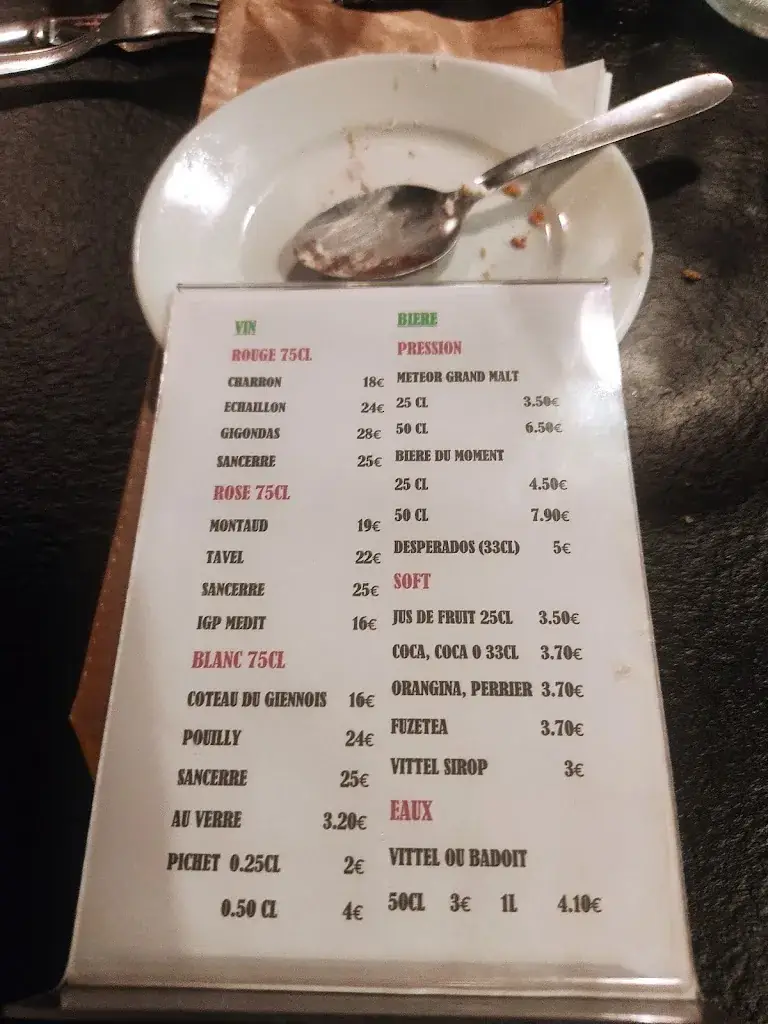 VIN
ROUGE 75CL
CHARRON 18€
ECHAILLON 24€
GIGONDAS 28€
SANCERRE 25€
ROSE 75CL
MONTAUD 19€
TAVEL 22€
SANCERRE 25€
IGP MEDIT 16€
BLANC 75CL
COTEAU DU GIENNOIS 16€
POUILLY 24€
SANCERRE 25€
AU VERRE 3.20€
PICHET 0.25CL 2€
0.50 CL 4€
BIERE
PRESSION
METEOR GRAND MALT
25 CL 3.50€
50 CL 6.50€
BIERE DU MOMENT
25 CL 4.50€
50 CL 7.90€
DESPERADOS (33CL) 5€
SOFT
JUS DE FRUIT 25CL 3.50€
COCA, COCA 0 33CL 3.70€
ORANGINA, PERRIER 3.70€
FUZETEA 3.70€
VITTEL SIROP 3€
EAUX
VITTEL OU BADOIT
50CL 3€ 1L 4.10€